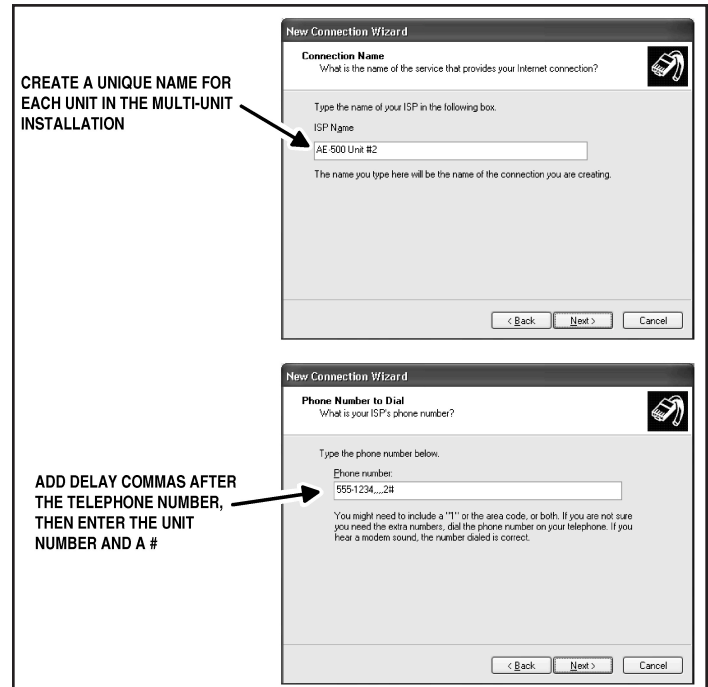 New Connection Wizard
Connection Name
What is the name of the service that provides your Internet connection?
CREATE A UNIQUE NAME FOR
EACH UNIT IN THE MULTI-UNIT
INSTALLATION
Type the name of your ISP in the following box.
ISP Name
AE-500 Unit #2
The name you type here will be the name of the connection you are creating.
< Back Next > Cancel
New Connection Wizard
Phone Number to Dial
What is your ISP's phone number?
Type the phone number below.
Phone number:
555-1234,,,,2#
ADD DELAY COMMAS AFTER
THE TELEPHONE NUMBER,
THEN ENTER THE UNIT
NUMBER AND A #
You might need to include a "1" or the area code, or both. If you are not sure
you need the extra numbers, dial the phone number on your telephone. If you
hear a modem sound, the number dialed is correct.
< Back Next > Cancel